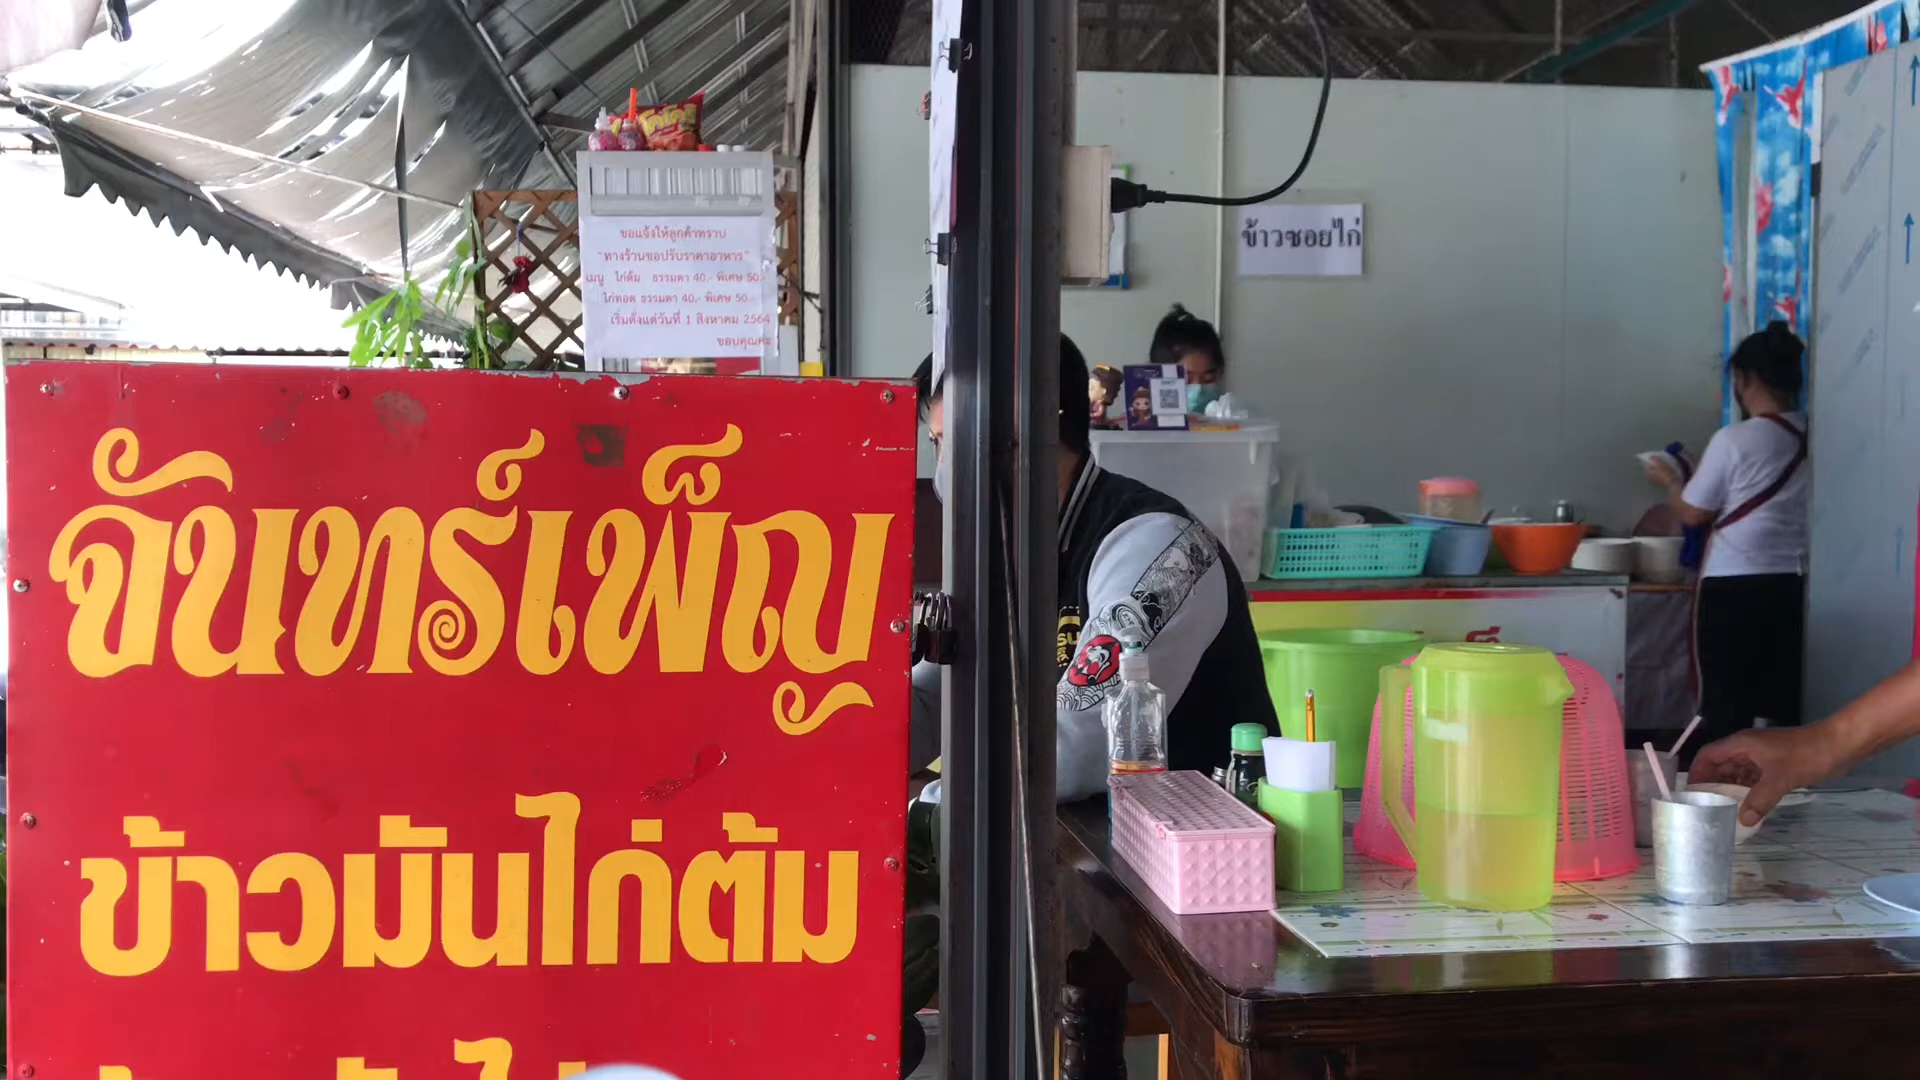 ขอแจ้งให้ลูกค้าทราบ
"ทางร้านขอปรับราคาอาหาร"
เมนู ไก่ต้ม ธรรมดา 40.- พิเศษ 50.-
ไก่ทอด ธรรมดา 40.- พิเศษ 50.-
เริ่มตั้งแต่วันที่ 1 สิงหาคม 2564
ขอบคุณค่ะ
ข้าวซอยไก่
จันทร์เพ็ญ
ข้าวมันไก่ต้ม